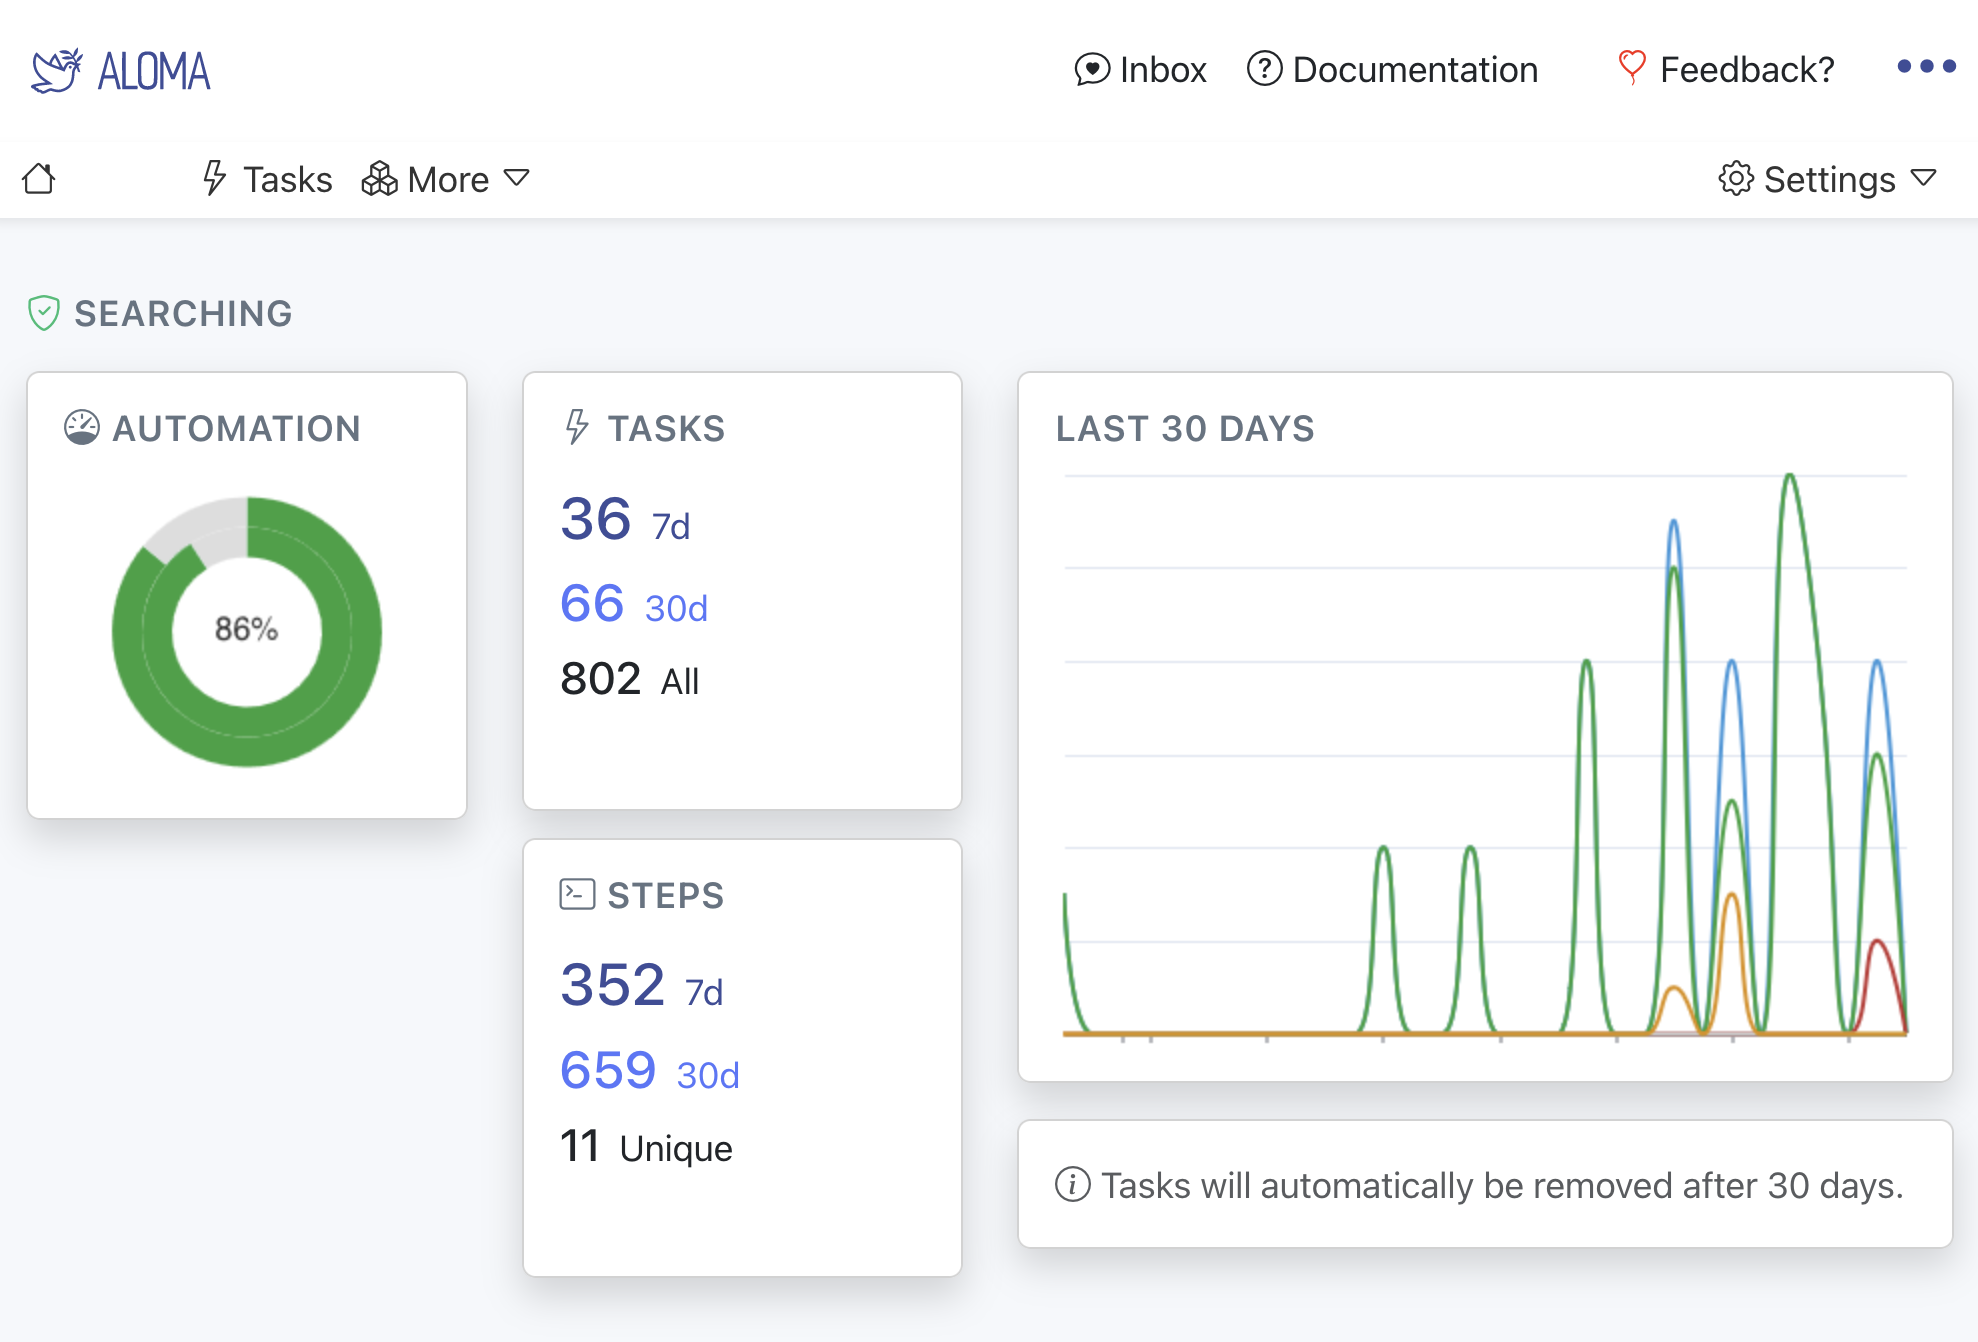 ALOMA
Inbox
Documentation
Feedback?
Tasks
More
Settings
SEARCHING
AUTOMATION
86%
TASKS
36 7d
66 30d
802 All
STEPS
352 7d
659 30d
11 Unique
LAST 30 DAYS
Tasks will automatically be removed after 30 days.